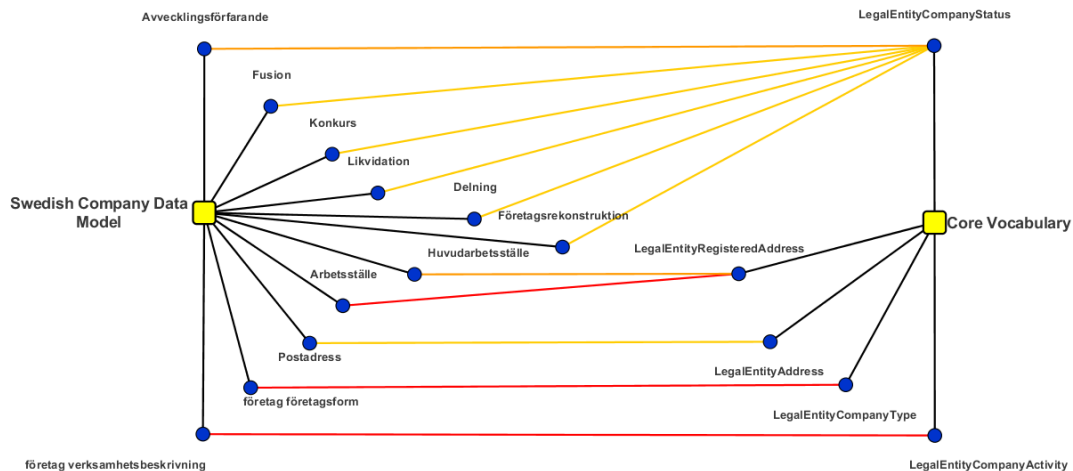 Avvecklingsförfarande
LegalEntityCompanyStatus
Fusion
Konkurs
Likvidation
Delning
Swedish Company Data
Model
Företagsrekonstruktion
Core Vocabulary
Huvudarbetsställe
LegalEntityRegisteredAddress
Arbetsställe
Postadress
LegalEntityAddress
företag företagsform
LegalEntityCompanyType
företag verksamhetsbeskrivning
LegalEntityCompanyActivity